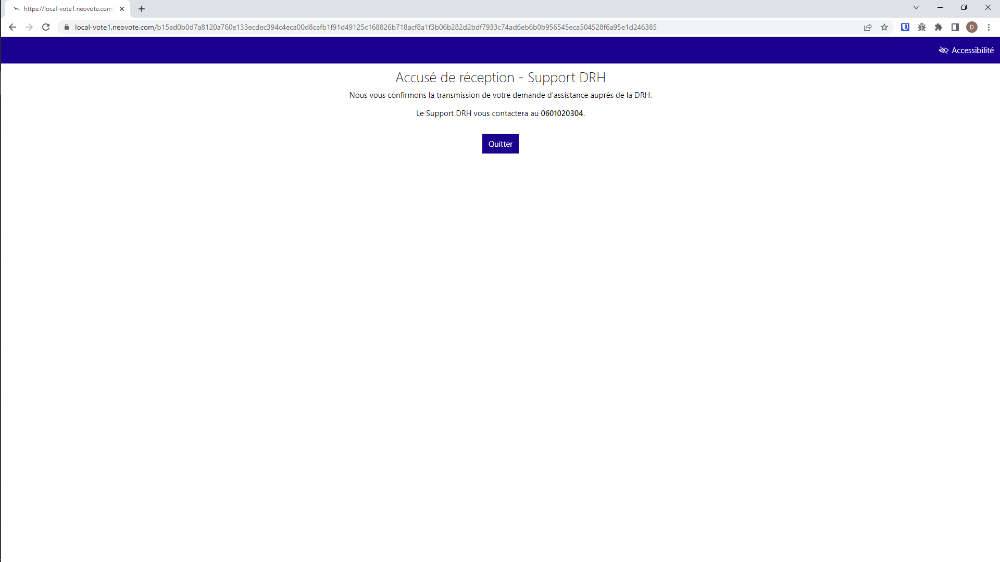 https://local-vote1.neovote.com/
local-vote1.neovote.com/b15ad0b0d7a8120a760e133ecdec394c4eca00d8cafb1f91d49125c168826b718acf8a1f3b06b282d2bdf7933c74ad6eb6b0b956545eca504528f6a95e1d246385
D
Accessibilité
Accusé de réception - Support DRH
Nous vous confirmons la transmission de votre demande d’assistance auprès de la DRH.
Le Support DRH vous contactera au 0601020304.
Quitter